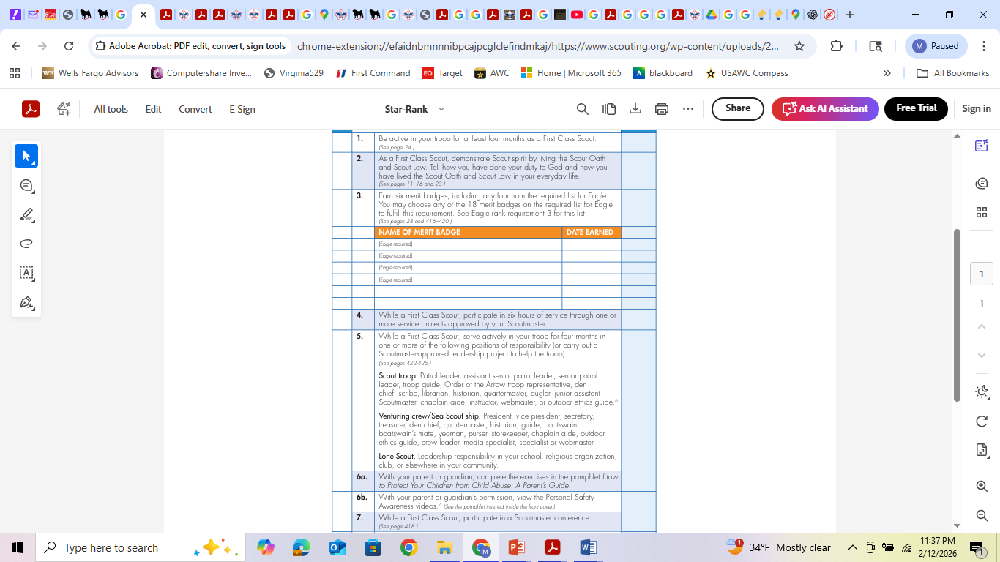 Adobe Acrobat: PDF edit, convert, sign tools
chrome-extension://efaidnbmnnnibpcajpcglclefindmkaj/https://www.scouting.org/wp-content/uploads/2...
M Paused
Wells Fargo Advisors
Computershare Inve...
Virginia529
First Command
EQ Target
AWC
Home | Microsoft 365
blackboard
USAWC Compass
All Bookmarks
All tools
Edit
Convert
E-Sign
Star-Rank
Share
Ask AI Assistant
Free Trial
Sign in
1. Be active in your troop for at least four months as a First Class Scout.
(See page 24.)
2. As a First Class Scout, demonstrate Scout spirit by living the Scout Oath
and Scout Law. Tell how you have done your duty to God and how you
have lived the Scout Oath and Scout Law in your everyday life.
(See pages 11–16 and 23.)
3. Earn six merit badges, including any four from the required list for Eagle.
You may choose any of the 18 merit badges on the required list for Eagle
to fulfill this requirement. See Eagle rank requirement 3 for this list.
(See pages 28 and 416–420.)
NAME OF MERIT BADGE DATE EARNED
(Eagle-required)
(Eagle-required)
(Eagle-required)
(Eagle-required)
4. While a First Class Scout, participate in six hours of service through one or
more service projects approved by your Scoutmaster.
5. While a First Class Scout, serve actively in your troop for four months in
one or more of the following positions of responsibility (or carry out a
Scoutmaster-approved leadership project to help the troop):
(See pages 422-425.)
Scout troop. Patrol leader, assistant senior patrol leader, senior patrol
leader, troop guide, Order of the Arrow troop representative, den
chief, scribe, librarian, historian, quartermaster, bugler, junior assistant
Scoutmaster, chaplain aide, instructor, webmaster, or outdoor ethics guide.6
Venturing crew/Sea Scout ship. President, vice president, secretary,
treasurer, den chief, quartermaster, historian, guide, boatswain,
boatswain's mate, yeoman, purser, storekeeper, chaplain aide, outdoor
ethics guide, crew leader, media specialist, specialist or webmaster.
Lone Scout. Leadership responsibility in your school, religious organization,
club, or elsewhere in your community.
6a. With your parent or guardian, complete the exercises in the pamphlet How
to Protect Your Children from Child Abuse: A Parent's Guide.
6b. With your parent or guardian's permission, view the Personal Safety
Awareness videos.7 (See the pamphlet inserted inside the front cover.)
7. While a First Class Scout, participate in a Scoutmaster conference.
(See page 418.)
1
1
Type here to search
1
34°F Mostly clear
11:37 PM
2/12/2026
1